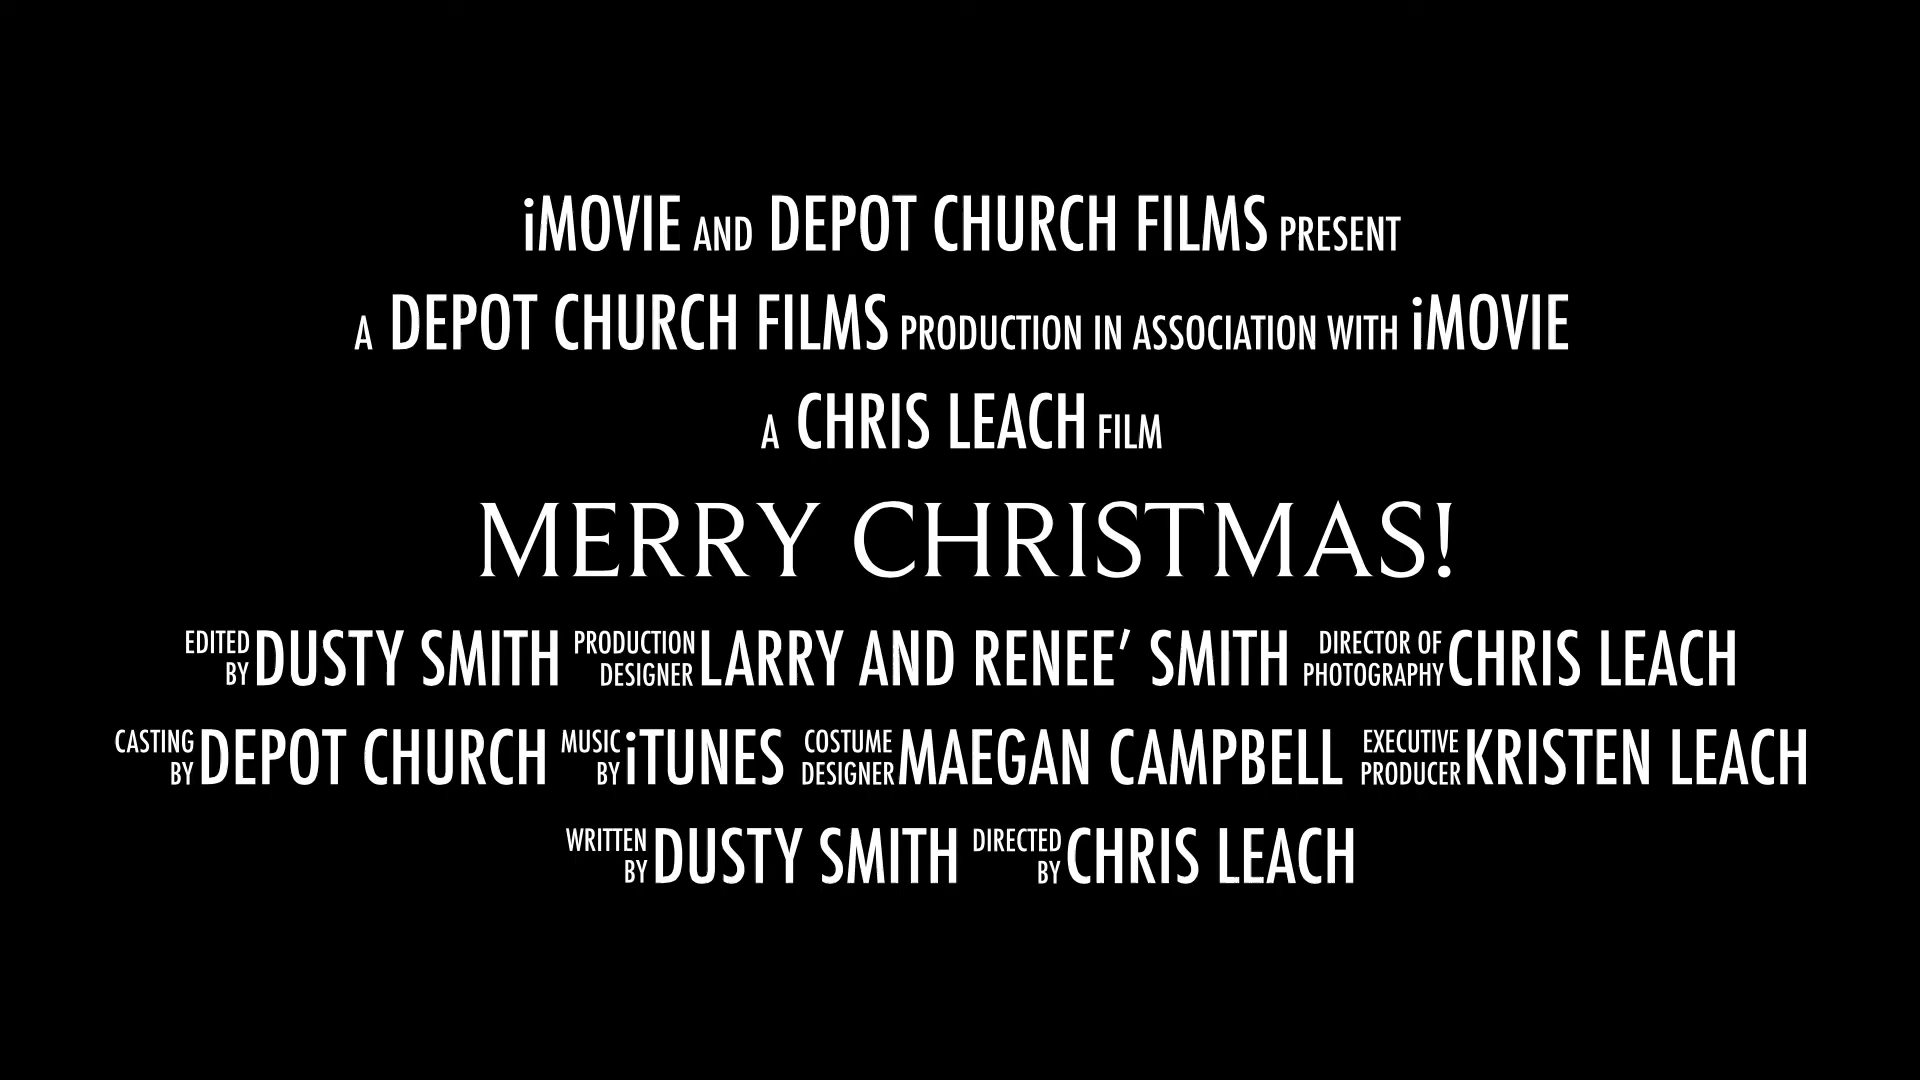 iMOVIE AND DEPOT CHURCH FILMS PRESENT
A DEPOT CHURCH FILMS PRODUCTION IN ASSOCIATION WITH iMOVIE
A CHRIS LEACH FILM
MERRY CHRISTMAS!
EDITED BY DUSTY SMITH PRODUCTION DESIGNER LARRY AND RENEE’ SMITH DIRECTOR OF PHOTOGRAPHY CHRIS LEACH
CASTING BY DEPOT CHURCH MUSIC BY iTUNES COSTUME DESIGNER MAEGAN CAMPBELL EXECUTIVE PRODUCER KRISTEN LEACH
WRITTEN BY DUSTY SMITH DIRECTED BY CHRIS LEACH